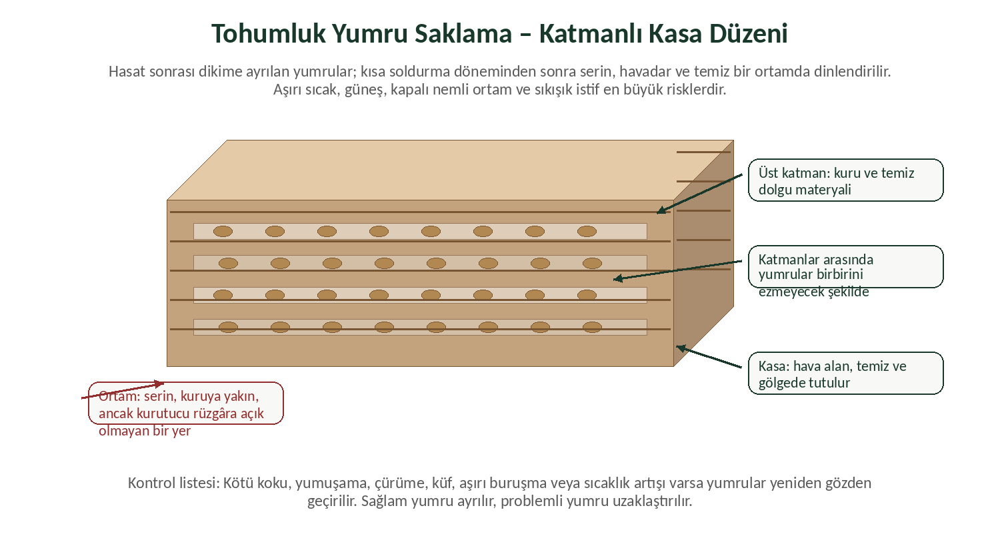 Tohumluk Yumru Saklama – Katmanlı Kasa Düzeni
Hasat sonrası dikime ayrılan yumrular; kısa soldurma döneminden sonra serin, havadar ve temiz bir ortamda dinlendirilir.
Aşırı sıcak, güneş, kapalı nemli ortam ve sıkışık istif en büyük risklerdir.
Üst katman: kuru ve temiz
dolgu materyali
Katmanlar arasında
yumrular birbirini
ezmeyecek şekilde
Kasa: hava alan, temiz ve
gölgede tutulur
Ortam: serin, kuruya yakın,
ancak kurutucu rüzgâra açık
olmayan bir yer
Kontrol listesi: Kötü koku, yumuşama, çürüme, küf, aşırı buruşma veya sıcaklık artışı varsa yumrular yeniden gözden
geçirilir. Sağlam yumru ayrılır, problemli yumru uzaklaştırılır.